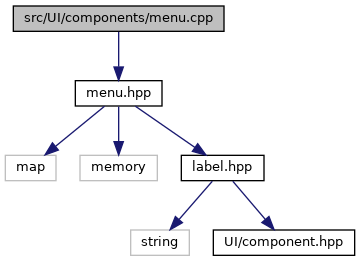 src/UI/components/menu.cpp
menu.hpp
map
memory
label.hpp
string
UI/component.hpp